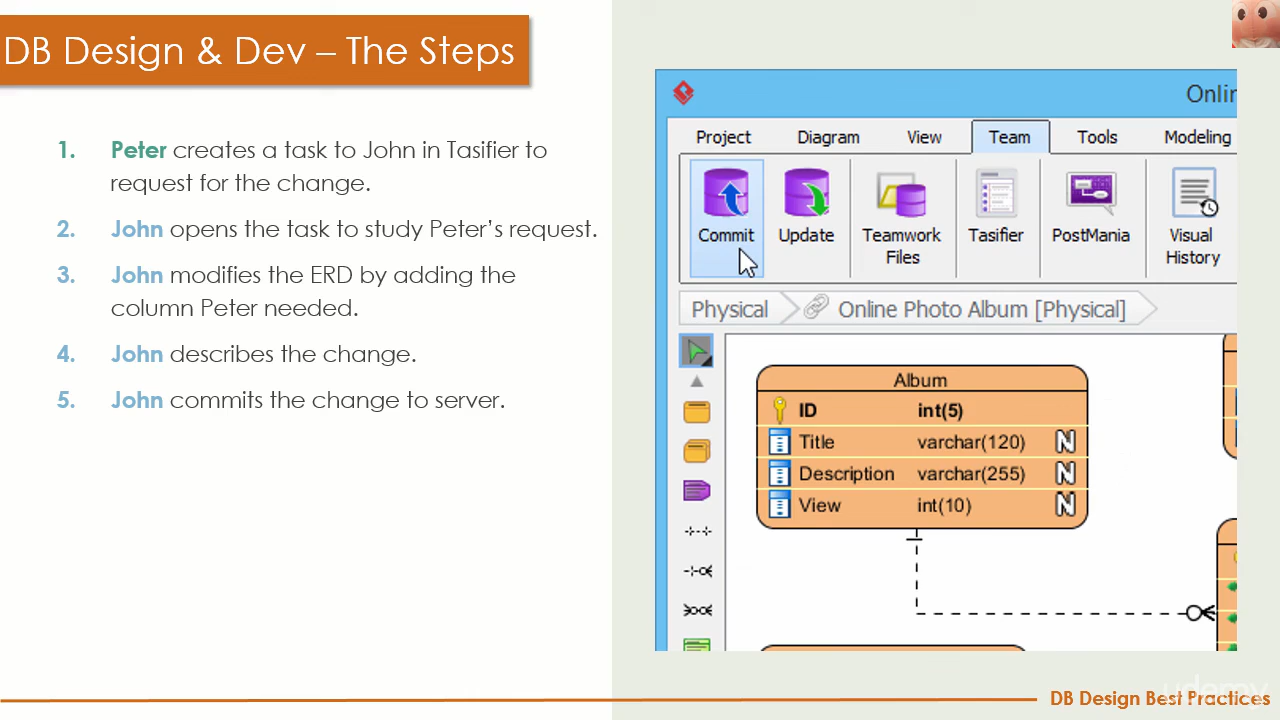 DB Design & Dev – The Steps
1. Peter creates a task to John in Tasifier to
request for the change.
2. John opens the task to study Peter's request.
3. John modifies the ERD by adding the
column Peter needed.
4. John describes the change.
5. John commits the change to server.
Onlin
Project Diagram View Team Tools Modeling
Commit Update Teamwork Files Tasifier PostMania Visual History
Physical Online Photo Album [Physical]
Album
ID int(5)
Title varchar(120) N
Description varchar(255) N
View int(10) N
udemy
DB Design Best Practices